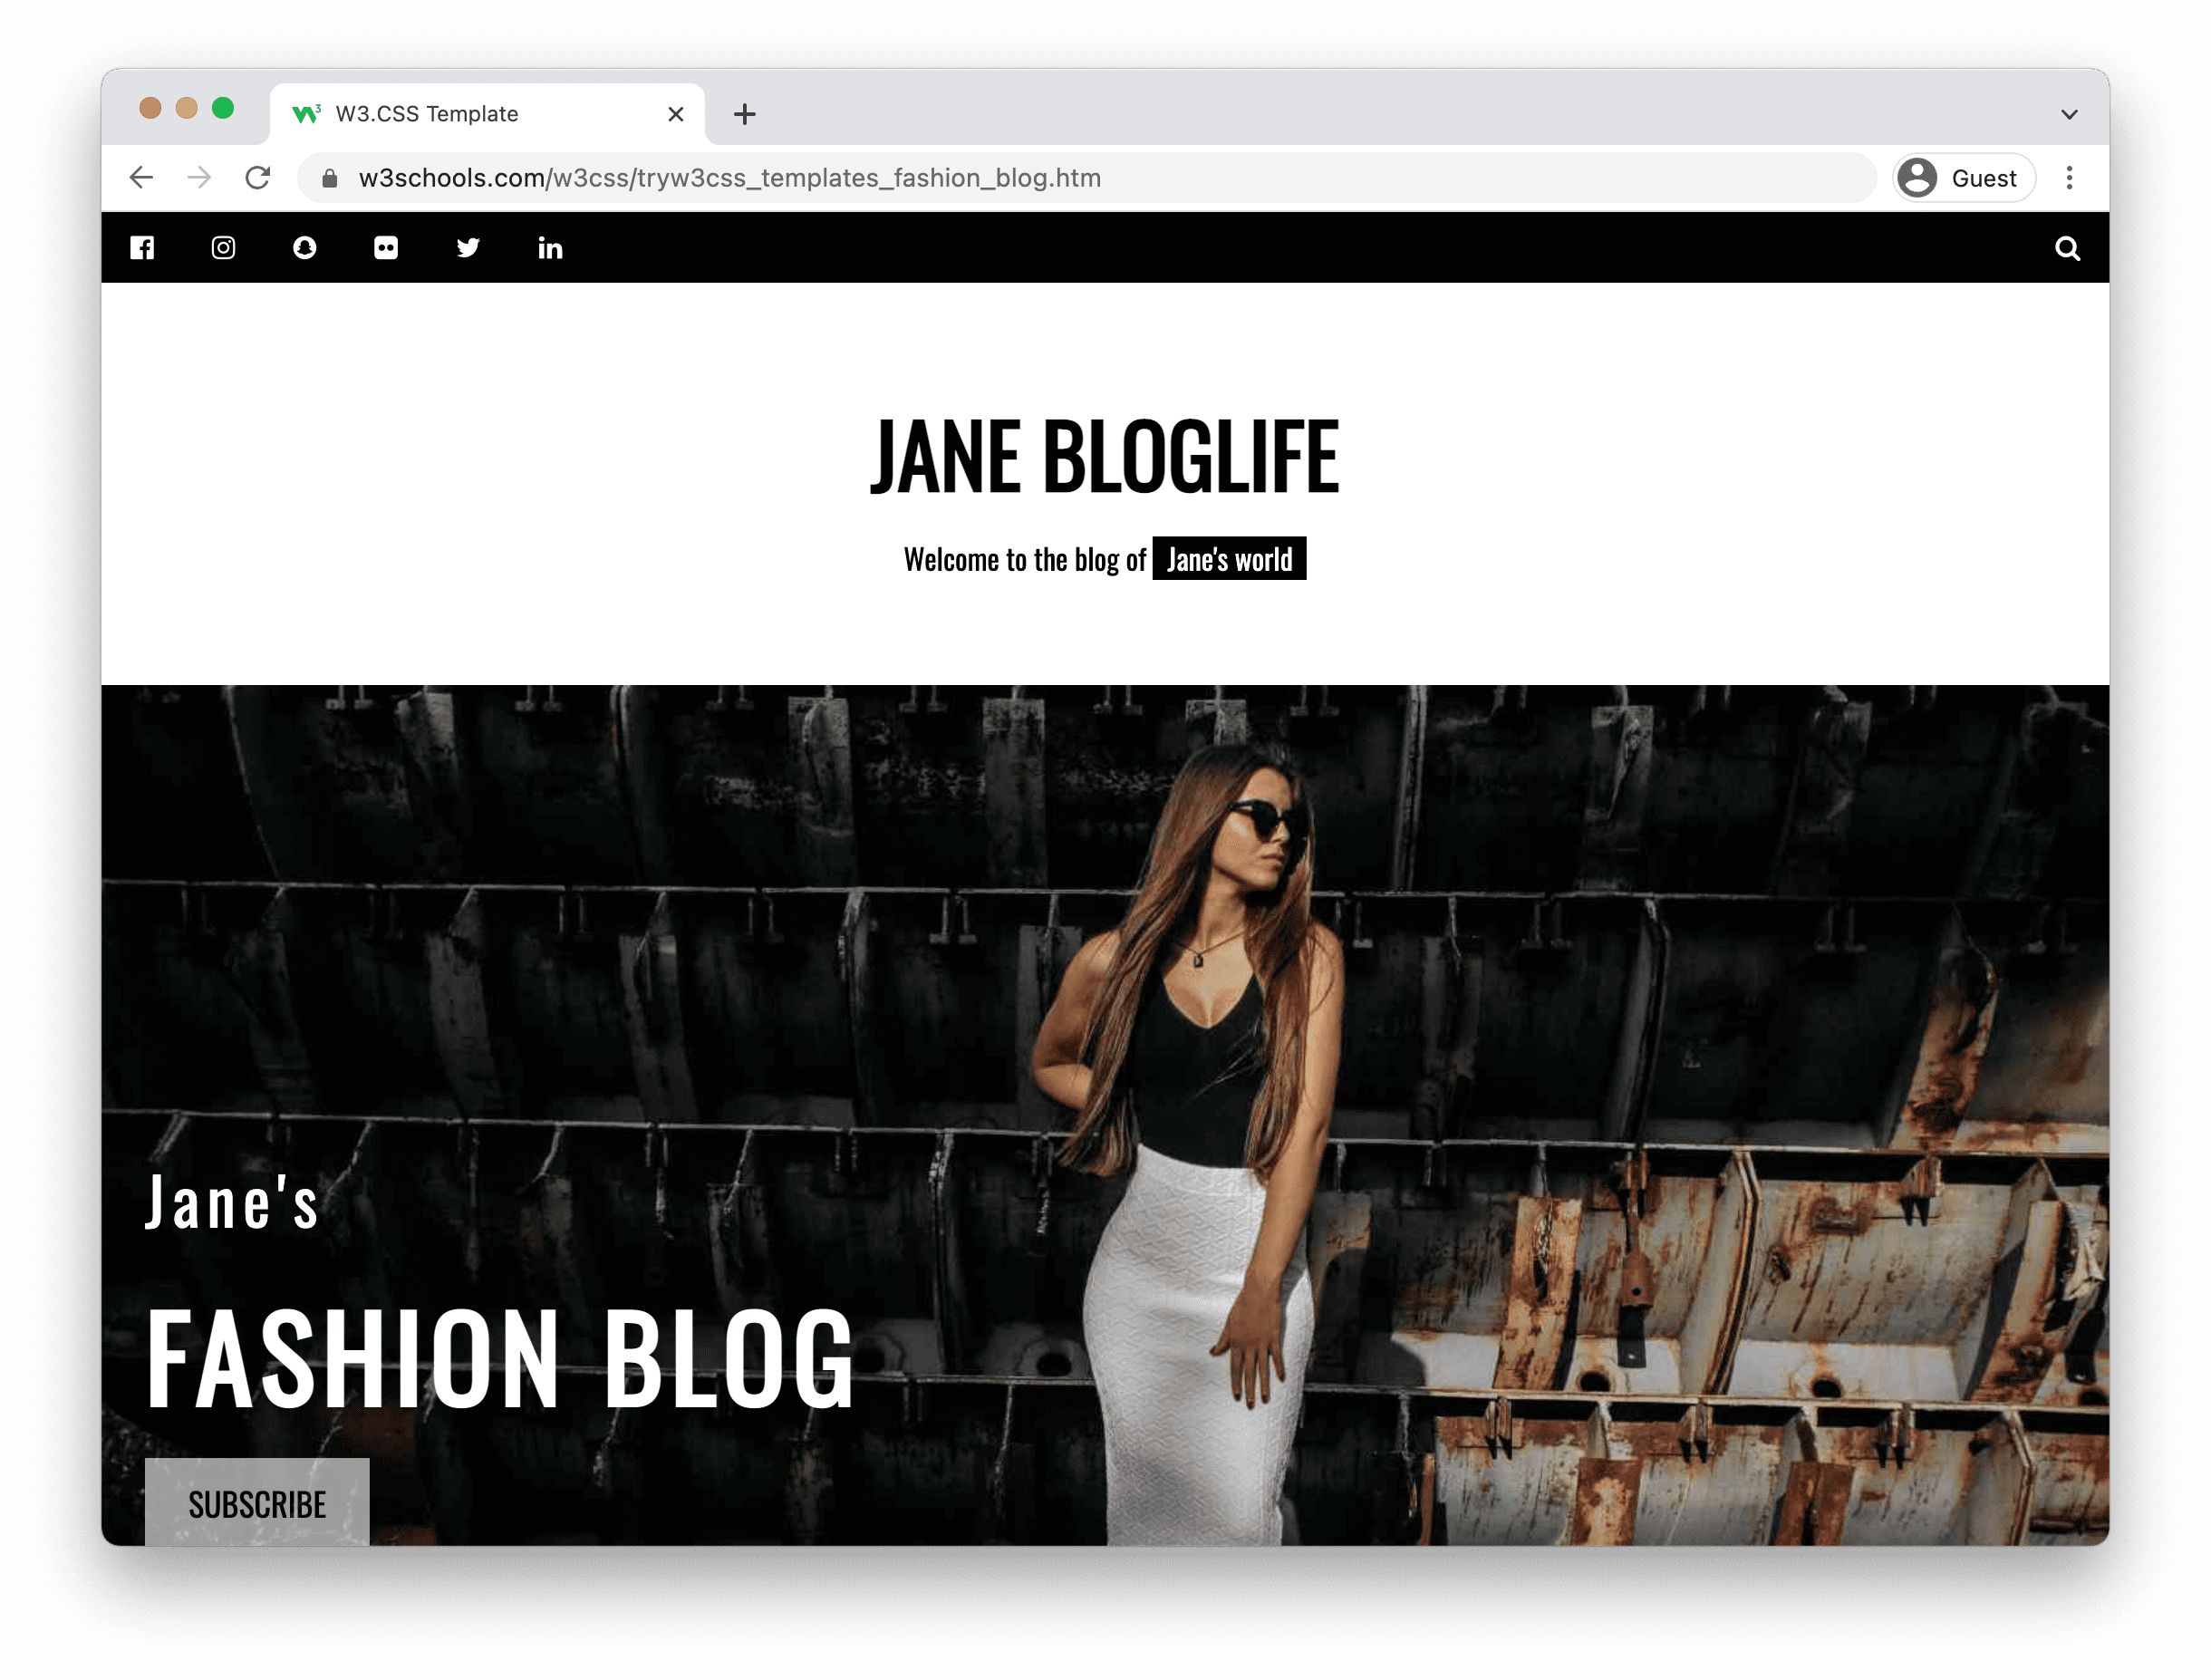 W3.CSS Template
w3schools.com/w3css/tryw3css_templates_fashion_blog.htm
Guest
JANE BLOGLIFE
Welcome to the blog of Jane's world
Jane's
FASHION BLOG
SUBSCRIBE